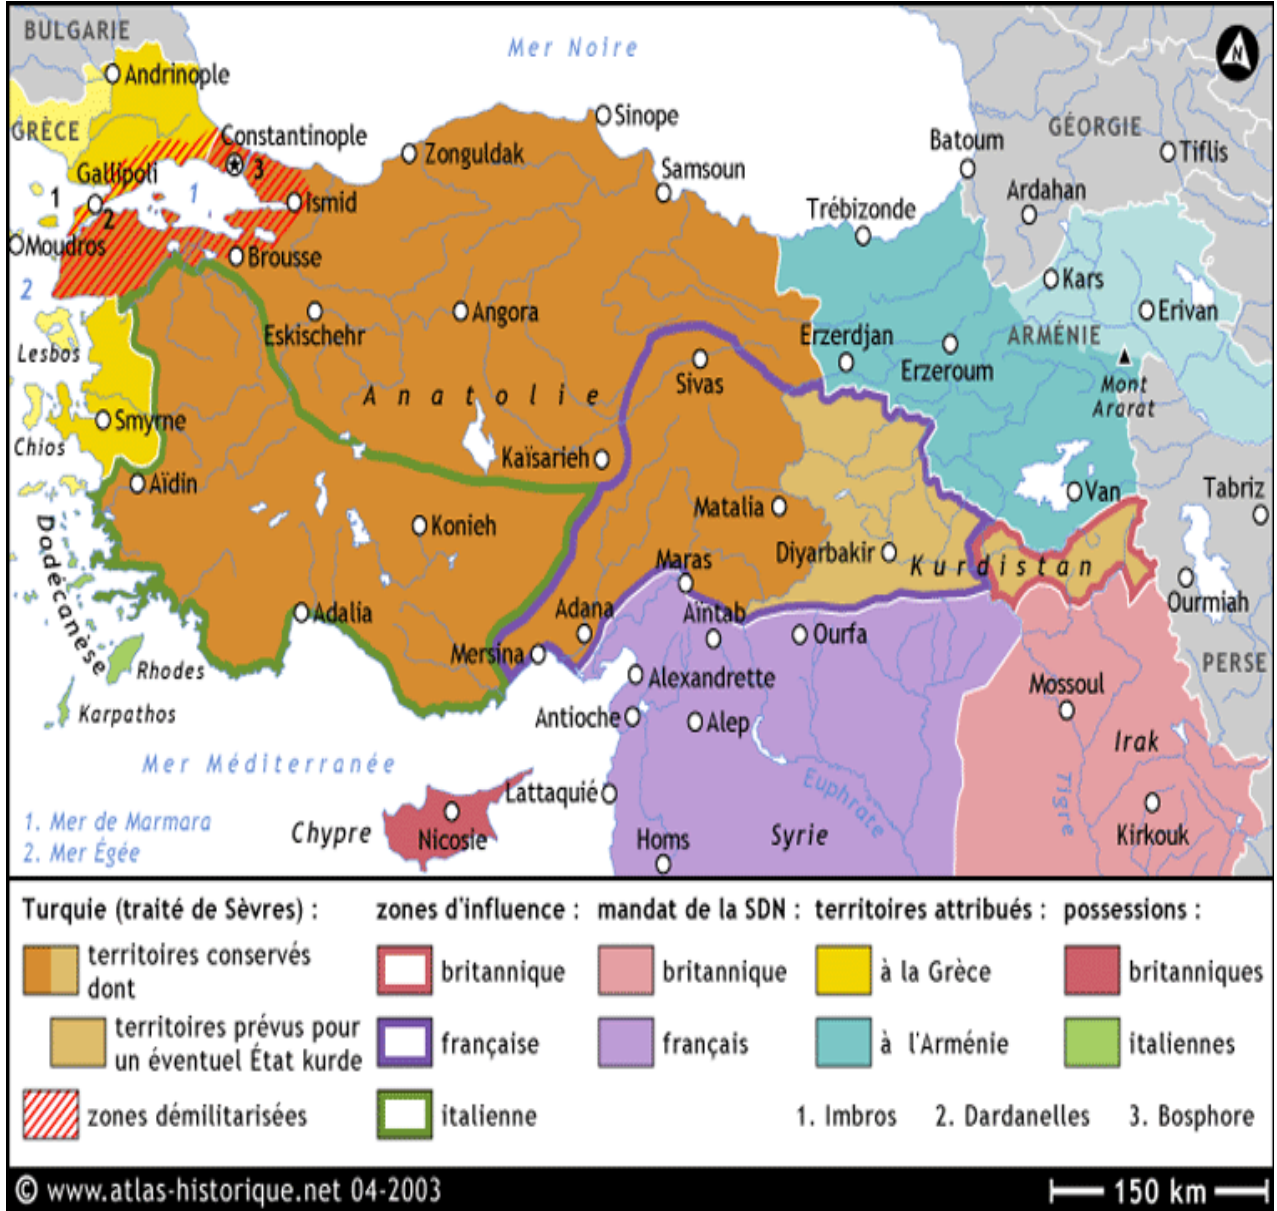 BULGARIE
Mer Noire
N
Andrinople
Sinope
GRÈCE
Constantinople
Zonguldak
Batoum
GÉORGIE
Tiflis
Gallipoli
3
Samsoun
Ardahan
1
1
Ismid
Trébizonde
2
Moudros
Brousse
Kars
2
Erivan
Eskischehr
Angora
Erzerdjan
ARMÉNIE
Lesbos
Sivas
Erzeroum
Mont
Ararat
Anatolie
Smyrne
Chios
Kaïsarieh
Aïdin
Van
Tabriz
Matalia
Konieh
Dodécanèse
Diyarbakir
Kurdistan
Maras
Ourmiah
Adalia
Adana
Aïntab
Ourfa
Mersina
PERSE
Rhodes
Alexandrette
Mossoul
Karpathos
Antioche
Alep
Irak
Mer Méditerranée
Euphrate
Tigre
Lattaquié
1. Mer de Marmara
2. Mer Égée
Chypre
Nicosie
Homs
Syrie
Kirkouk
Turquie (traité de Sèvres) :
territoires conservés
dont
territoires prévus pour
un éventuel État kurde
zones démilitarisées
zones d'influence :
britannique
française
italienne
mandat de la SDN :
britannique
français
territoires attribués :
à la Grèce
à l'Arménie
possessions :
britanniques
italiennes
1. Imbros 2. Dardanelles 3. Bosphore
© www.atlas-historique.net 04-2003
150 km